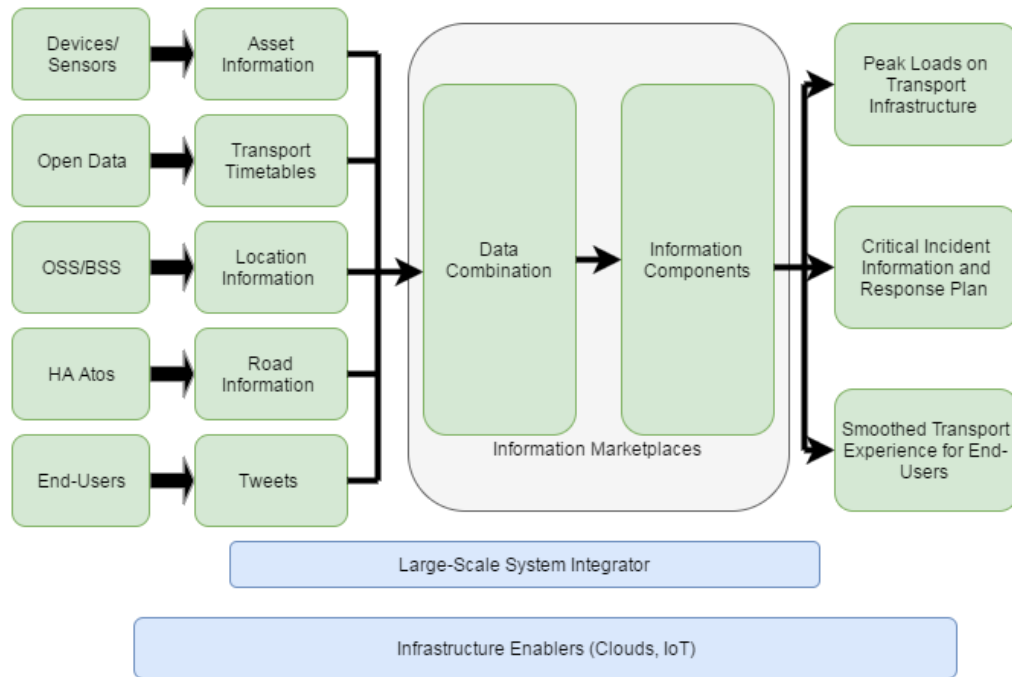 Devices/
Sensors
Asset
Information
Peak Loads on
Transport
Infrastructure
Open Data
Transport
Timetables
OSS/BSS
Location
Information
Data
Combination
Information
Components
Critical Incident
Information and
Response Plan
HA Atos
Road
Information
End-Users
Tweets
Information Marketplaces
Smoothed Transport
Experience for End-
Users
Large-Scale System Integrator
Infrastructure Enablers (Clouds, IoT)